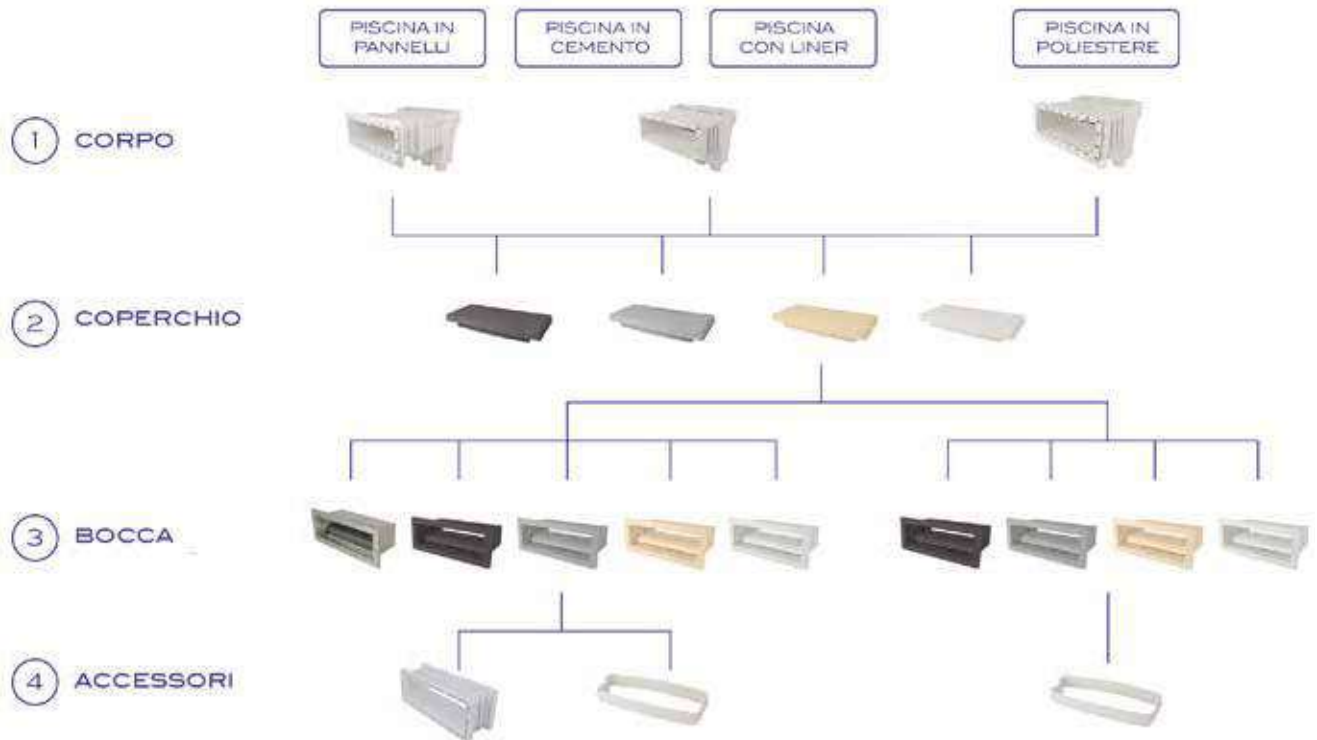 PISCINA IN
PANNELLI
PISCINA IN
CEMENTO
PISCINA
CON LINER
PISCINA IN
POLIESTERE
1 CORPO
2 COPERCHIO
3 BOCCA
4 ACCESSORI